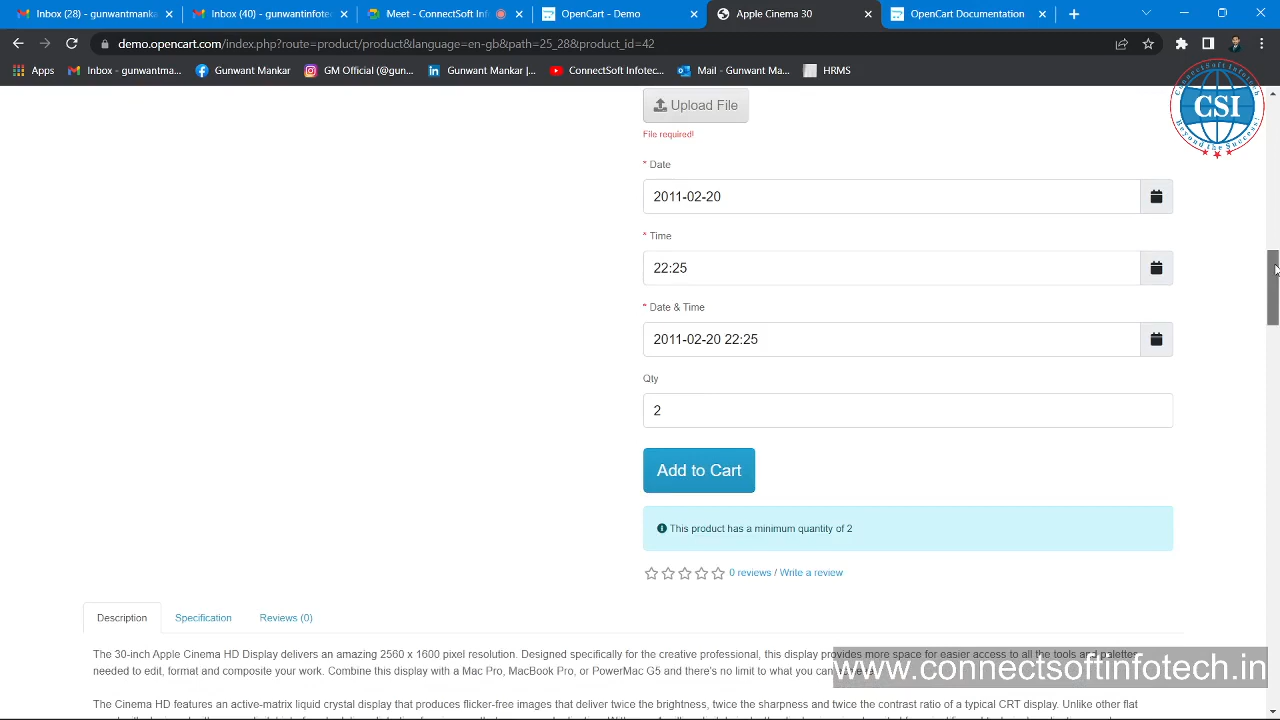 Inbox (28) - gunwantmanka
Inbox (40) - gunwantinfotec
Meet - ConnectSoft Inf
OpenCart - Demo
Apple Cinema 30
OpenCart Documentation
demo.opencart.com/index.php?route=product/product&language=en-gb&path=25_28&product_id=42
Apps
Inbox - gunwantma...
Facebook Gunwant Mankar
GM Official (@gun...
Gunwant Mankar |...
ConnectSoft Infotec...
Mail - Gunwant Ma...
HRMS
ConnectSoft Infotech
CSI
Beyond the Success!
Upload File
File required!
* Date
2011-02-20
* Time
22:25
* Date & Time
2011-02-20 22:25
Qty
2
Add to Cart
This product has a minimum quantity of 2
0 reviews / Write a review
Description
Specification
Reviews (0)
The 30-inch Apple Cinema HD Display delivers an amazing 2560 x 1600 pixel resolution. Designed specifically for the creative professional, this display provides more space for easier access to all the tools and palettes
needed to edit, format and composite your work. Combine this display with a Mac Pro, MacBook Pro, or PowerMac G5 and there's no limit to what you can
www.connectsoftinfotech.in
The Cinema HD features an active-matrix liquid crystal display that produces flicker-free images that deliver twice the brightness, twice the sharpness and twice the contrast ratio of a typical CRT display. Unlike other flat